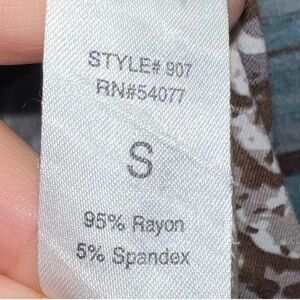 STYLE# 907
RN#54077
S
95% Rayon
5% Spandex